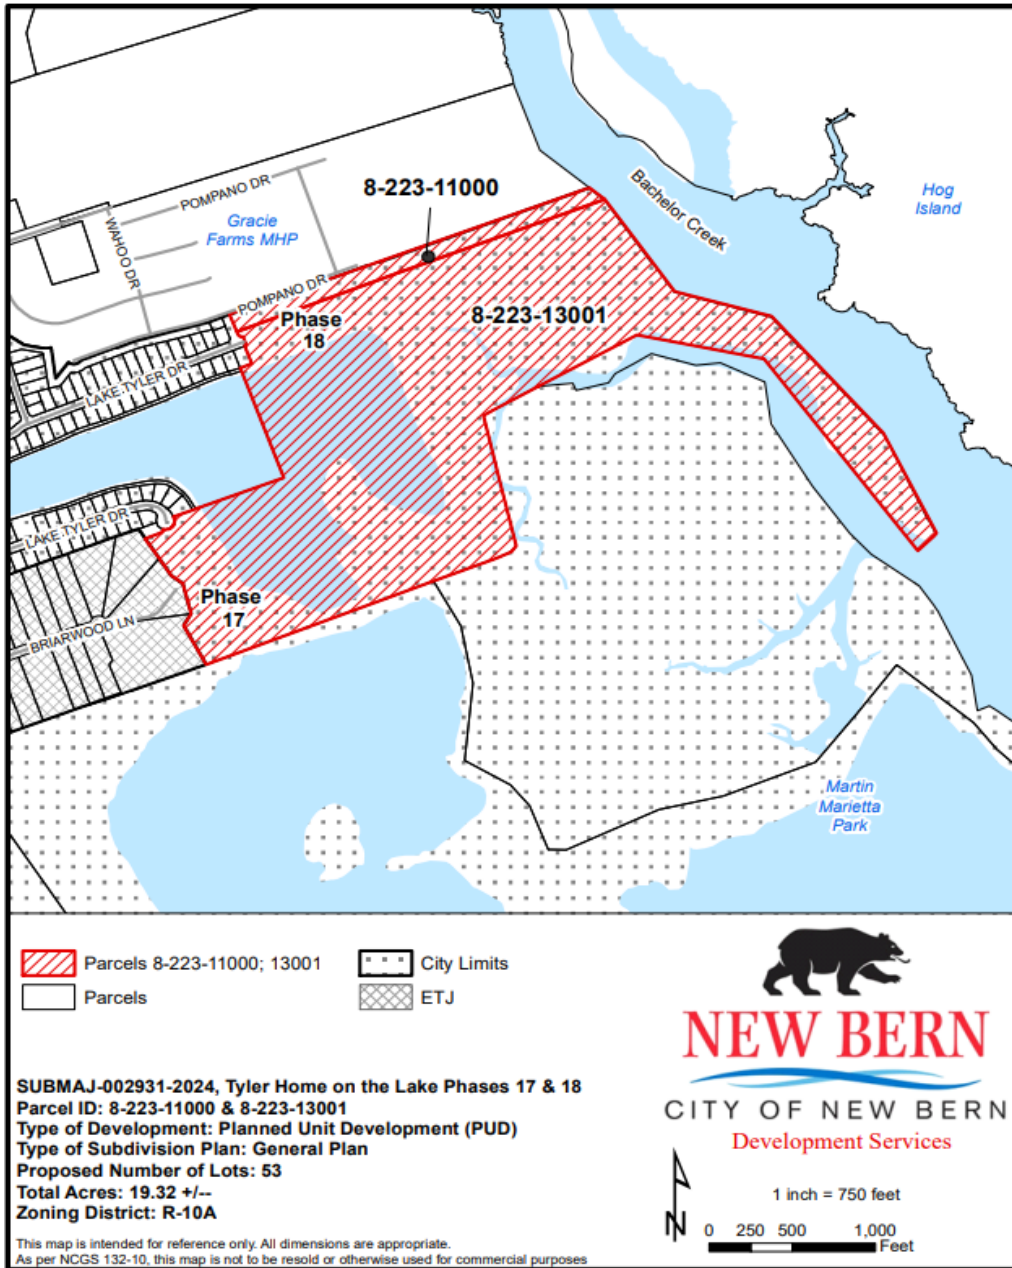 8-223-11000
POMPANO DR
Gracie
Farms MHP
WAHOO DR
Bachelor Creek
Hog
Island
POMPANO DR
Phase
18
8-223-13001
LAKE TYLER DR
LAKE TYLER DR
Phase
17
BRIARWOOD LN
Martin
Marietta
Park
Parcels 8-223-11000; 13001
City Limits
Parcels
ETJ
NEW BERN
CITY OF NEW BERN
Development Services
SUBMAJ-002931-2024, Tyler Home on the Lake Phases 17 & 18
Parcel ID: 8-223-11000 & 8-223-13001
Type of Development: Planned Unit Development (PUD)
Type of Subdivision Plan: General Plan
Proposed Number of Lots: 53
Total Acres: 19.32 +/--
Zoning District: R-10A
N
1 inch = 750 feet
0 250 500 1,000
Feet
This map is intended for reference only. All dimensions are appropriate.
As per NCGS 132-10, this map is not to be resold or otherwise used for commercial purposes